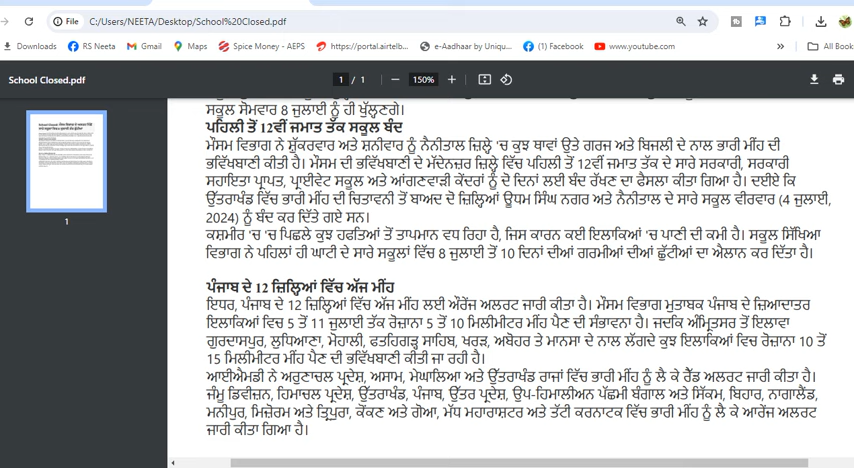 File C:/Users/NEETA/Desktop/School%20Closed.pdf
Downloads RS Neeta Gmail Maps Spice Money - AEPS https://portal.airtelb... e-Aadhaar by Uniqu... (1) Facebook www.youtube.com » All Book
School Closed.pdf 1 / 1 — 150% +
ਸਕੂਲ ਸੋਮਵਾਰ 8 ਜੁਲਾਈ ਨੂੰ ਹੀ ਖੁੱਲ੍ਹਣਗੇ।
ਪਹਿਲੀ ਤੋਂ 12ਵੀਂ ਜਮਾਤ ਤੱਕ ਸਕੂਲ ਬੰਦ
ਮੌਸਮ ਵਿਭਾਗ ਨੇ ਸ਼ੁੱਕਰਵਾਰ ਅਤੇ ਸ਼ਨੀਵਾਰ ਨੂੰ ਨੈਨੀਤਾਲ ਜ਼ਿਲ੍ਹੇ 'ਚ ਕੁਝ ਥਾਵਾਂ ਉਤੇ ਗਰਜ ਅਤੇ ਬਿਜਲੀ ਦੇ ਨਾਲ ਭਾਰੀ ਮੀਂਹ ਦੀ
ਭਵਿੱਖਬਾਣੀ ਕੀਤੀ ਹੈ। ਮੌਸਮ ਦੀ ਭਵਿੱਖਬਾਣੀ ਦੇ ਮੱਦੇਨਜ਼ਰ ਜ਼ਿਲ੍ਹੇ ਵਿੱਚ ਪਹਿਲੀ ਤੋਂ 12ਵੀਂ ਜਮਾਤ ਤੱਕ ਦੇ ਸਾਰੇ ਸਰਕਾਰੀ, ਸਰਕਾਰੀ
ਸਹਾਇਤਾ ਪ੍ਰਾਪਤ, ਪ੍ਰਾਈਵੇਟ ਸਕੂਲ ਅਤੇ ਆਂਗਣਵਾੜੀ ਕੇਂਦਰਾਂ ਨੂੰ ਦੋ ਦਿਨਾਂ ਲਈ ਬੰਦ ਰੱਖਣ ਦਾ ਫੈਸਲਾ ਕੀਤਾ ਗਿਆ ਹੈ। ਦਈਏ ਕਿ
ਉੱਤਰਾਖੰਡ ਵਿੱਚ ਭਾਰੀ ਮੀਂਹ ਦੀ ਚਿਤਾਵਨੀ ਤੋਂ ਬਾਅਦ ਦੇ ਜ਼ਿਲ੍ਹਿਆਂ ਊਧਮ ਸਿੰਘ ਨਗਰ ਅਤੇ ਨੈਨੀਤਾਲ ਦੇ ਸਾਰੇ ਸਕੂਲ ਵੀਰਵਾਰ (4 ਜੁਲਾਈ,
2024) ਨੂੰ ਬੰਦ ਕਰ ਦਿੱਤੇ ਗਏ ਸਨ।
ਕਸ਼ਮੀਰ 'ਚ 'ਚ ਪਿਛਲੇ ਕੁਝ ਹਫਤਿਆਂ ਤੋਂ ਤਾਪਮਾਨ ਵਧ ਰਿਹਾ ਹੈ, ਜਿਸ ਕਾਰਨ ਕਈ ਇਲਾਕਿਆਂ 'ਚ ਪਾਣੀ ਦੀ ਕਮੀ ਹੈ। ਸਕੂਲ ਸਿੱਖਿਆ
ਵਿਭਾਗ ਨੇ ਪਹਿਲਾਂ ਹੀ ਘਾਟੀ ਦੇ ਸਾਰੇ ਸਕੂਲਾਂ ਵਿੱਚ 8 ਜੁਲਾਈ ਤੋਂ 10 ਦਿਨਾਂ ਦੀਆਂ ਗਰਮੀਆਂ ਦੀਆਂ ਛੁੱਟੀਆਂ ਦਾ ਐਲਾਨ ਕਰ ਦਿੱਤਾ ਹੈ।
ਪੰਜਾਬ ਦੇ 12 ਜ਼ਿਲ੍ਹਿਆਂ ਵਿੱਚ ਅੱਜ ਮੀਂਹ
ਇਧਰ, ਪੰਜਾਬ ਦੇ 12 ਜ਼ਿਲ੍ਹਿਆਂ ਵਿੱਚ ਅੱਜ ਮੀਂਹ ਲਈ ਔਰੇਂਜ ਅਲਰਟ ਜਾਰੀ ਕੀਤਾ ਹੈ। ਮੌਸਮ ਵਿਭਾਗ ਮੁਤਾਬਕ ਪੰਜਾਬ ਦੇ ਜ਼ਿਆਦਾਤਰ
ਇਲਾਕਿਆਂ ਵਿਚ 5 ਤੋਂ 11 ਜੁਲਾਈ ਤੱਕ ਰੋਜ਼ਾਨਾ 5 ਤੋਂ 10 ਮਿਲੀਮੀਟਰ ਮੀਂਹ ਪੈਣ ਦੀ ਸੰਭਾਵਨਾ ਹੈ। ਜਦਕਿ ਅੰਮ੍ਰਿਤਸਰ ਤੋਂ ਇਲਾਵਾ
ਗੁਰਦਾਸਪੁਰ, ਲੁਧਿਆਣਾ, ਮੋਹਾਲੀ, ਫਤਹਿਗੜ੍ਹ ਸਾਹਿਬ, ਖਰੜ, ਅਬੋਹਰ ਤੇ ਮਾਨਸਾ ਦੇ ਨਾਲ ਲੱਗਦੇ ਕੁਝ ਇਲਾਕਿਆਂ ਵਿਚ ਰੋਜ਼ਾਨਾ 10 ਤੋਂ
15 ਮਿਲੀਮੀਟਰ ਮੀਂਹ ਪੈਣ ਦੀ ਭਵਿੱਖਬਾਣੀ ਕੀਤੀ ਜਾ ਰਹੀ ਹੈ।
ਆਈਐਮਡੀ ਨੇ ਅਰੁਣਾਚਲ ਪ੍ਰਦੇਸ਼, ਅਸਾਮ, ਮੇਘਾਲਿਆ ਅਤੇ ਉੱਤਰਾਖੰਡ ਰਾਜਾਂ ਵਿੱਚ ਭਾਰੀ ਮੀਂਹ ਨੂੰ ਲੈ ਕੇ ਰੈੱਡ ਅਲਰਟ ਜਾਰੀ ਕੀਤਾ ਹੈ।
ਜੰਮੂ ਡਿਵੀਜ਼ਨ, ਹਿਮਾਚਲ ਪ੍ਰਦੇਸ਼, ਉੱਤਰਾਖੰਡ, ਪੰਜਾਬ, ਉੱਤਰ ਪ੍ਰਦੇਸ਼, ਉਪ-ਹਿਮਾਲੀਅਨ ਪੱਛਮੀ ਬੰਗਾਲ ਅਤੇ ਸਿੱਕਮ, ਬਿਹਾਰ, ਨਾਗਾਲੈਂਡ,
ਮਨੀਪੁਰ, ਮਿਜ਼ੋਰਮ ਅਤੇ ਤ੍ਰਿਪੁਰਾ, ਕੋਂਕਣ ਅਤੇ ਗੋਆ, ਮੱਧ ਮਹਾਰਾਸ਼ਟਰ ਅਤੇ ਤੱਟੀ ਕਰਨਾਟਕ ਵਿੱਚ ਭਾਰੀ ਮੀਂਹ ਨੂੰ ਲੈ ਕੇ ਆਰੇਂਜ ਅਲਰਟ
ਜਾਰੀ ਕੀਤਾ ਗਿਆ ਹੈ।
1